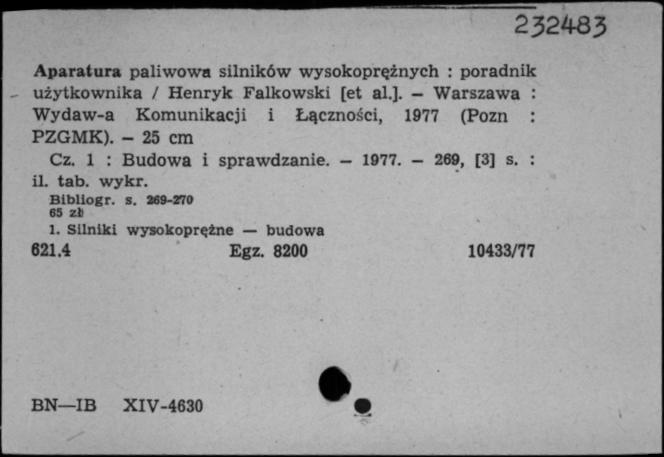 232483
Aparatura paliwowa silników wysokoprężnych : poradnik
użytkownika / Henryk Falkowski [et al.]. — Warszawa :
Wydaw-a Komunikacji i Łączności, 1977 (Pozn :
PZGMK). — 25 cm
Cz. 1 : Budowa i sprawdzanie. — 1977. — 269, [3] s. :
il. tab. wykr.
Bibliogr. s. 269-270
65 zł
1. Silniki wysokoprężne — budowa
621.4 Egz. 8200 10433/77
BN—IB XIV-4630